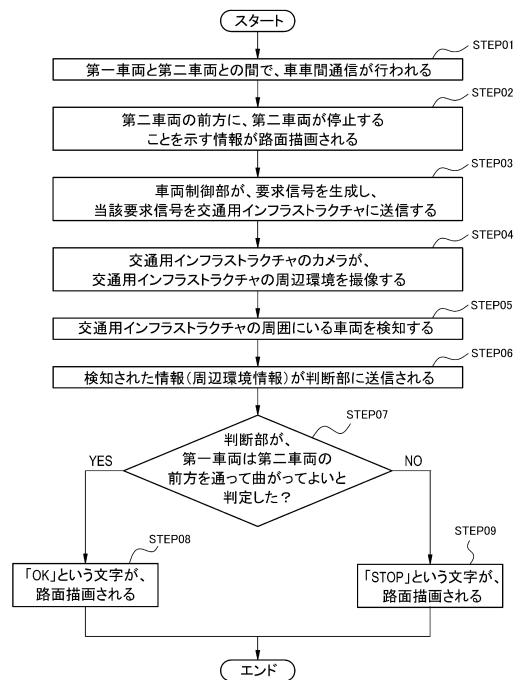 スタート
STEP01
第一車両と第二車両との間で、車車間通信が行われる
STEP02
第二車両の前方に、第二車両が停止する
ことを示す情報が路面描画される
STEP03
車両制御部が、要求信号を生成し、
当該要求信号を交通用インフラストラクチャに送信する
STEP04
交通用インフラストラクチャのカメラが、
交通用インフラストラクチャの周辺環境を撮像する
STEP05
交通用インフラストラクチャの周囲にいる車両を検知する
STEP06
検知された情報(周辺環境情報)が判断部に送信される
STEP07
判断部が、
第一車両は第二車両の
前方を通って曲がってよいと
判定した?
YES
NO
STEP08
「OK」という文字が、
路面描画される
STEP09
「STOP」という文字が、
路面描画される
エンド